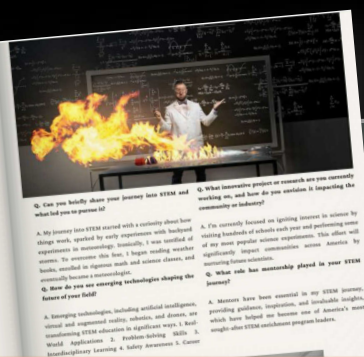 Q. Can you briefly share your journey into STEM and
what led you to pursue it?
A. My journey into STEM started with a curiosity about how
things work, sparked by early experiences with backyard
experiments in meteorology. Ironically, I was terrified of
storms. To overcome this fear, I began reading weather
books, enrolled in rigorous math and science classes, and
eventually became a meteorologist.
Q. How do you see emerging technologies shaping the
future of your field?
A. Emerging technologies, including artificial intelligence,
virtual and augmented reality, robotics, and drones, are
transforming STEM education in significant ways. 1. Real-
World Applications 2. Problem-Solving Skills 3.
Interdisciplinary Learning 4. Safety Awareness 5. Career
Q. What innovative project or research are you currently
working on, and how do you envision it impacting the
community or industry?
A. I'm currently focused on igniting interest in science by
visiting hundreds of schools each year and performing some
of my most popular science experiments. This effort will
significantly impact communities across America by
nurturing future scientists.
Q. What role has mentorship played in your STEM
journey?
A. Mentors have been essential in my STEM journey,
providing guidance, inspiration, and invaluable insights,
which have helped me become one of America's most
sought-after STEM enrichment program leaders.